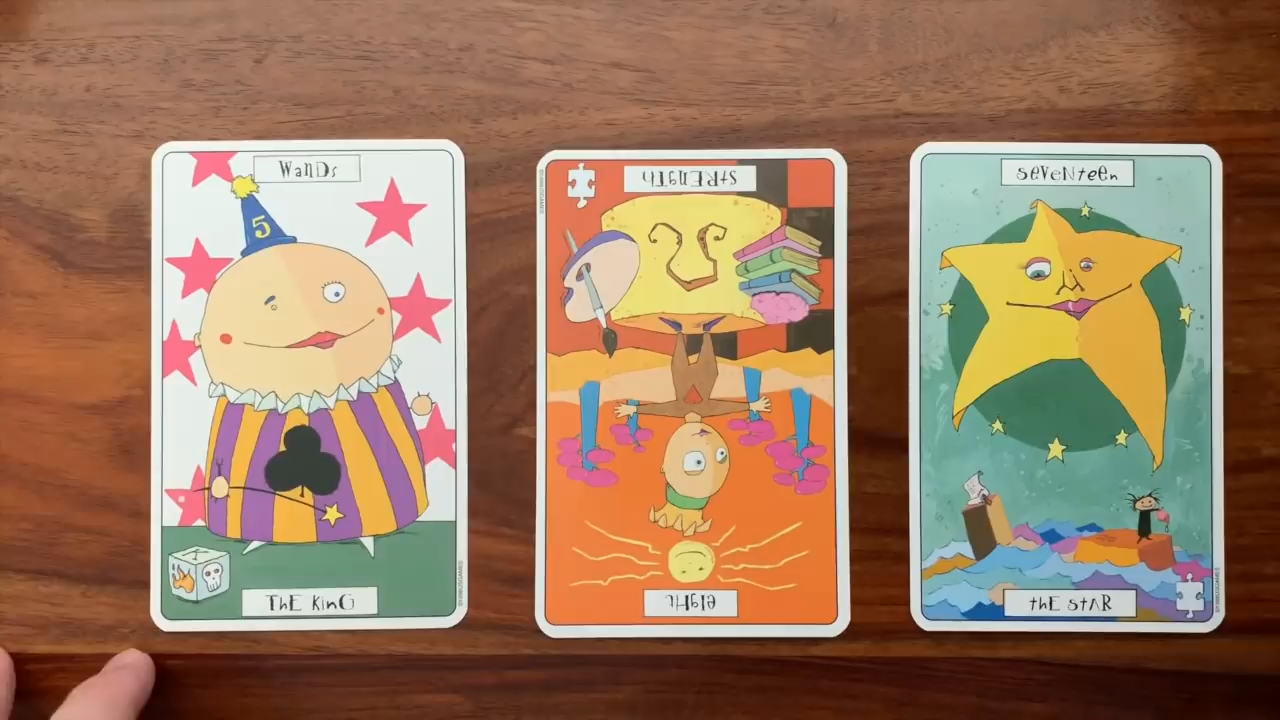 WanDs
5
ThE KinG
stREnGTh
eIgHt
seVeNteen
thE stAR